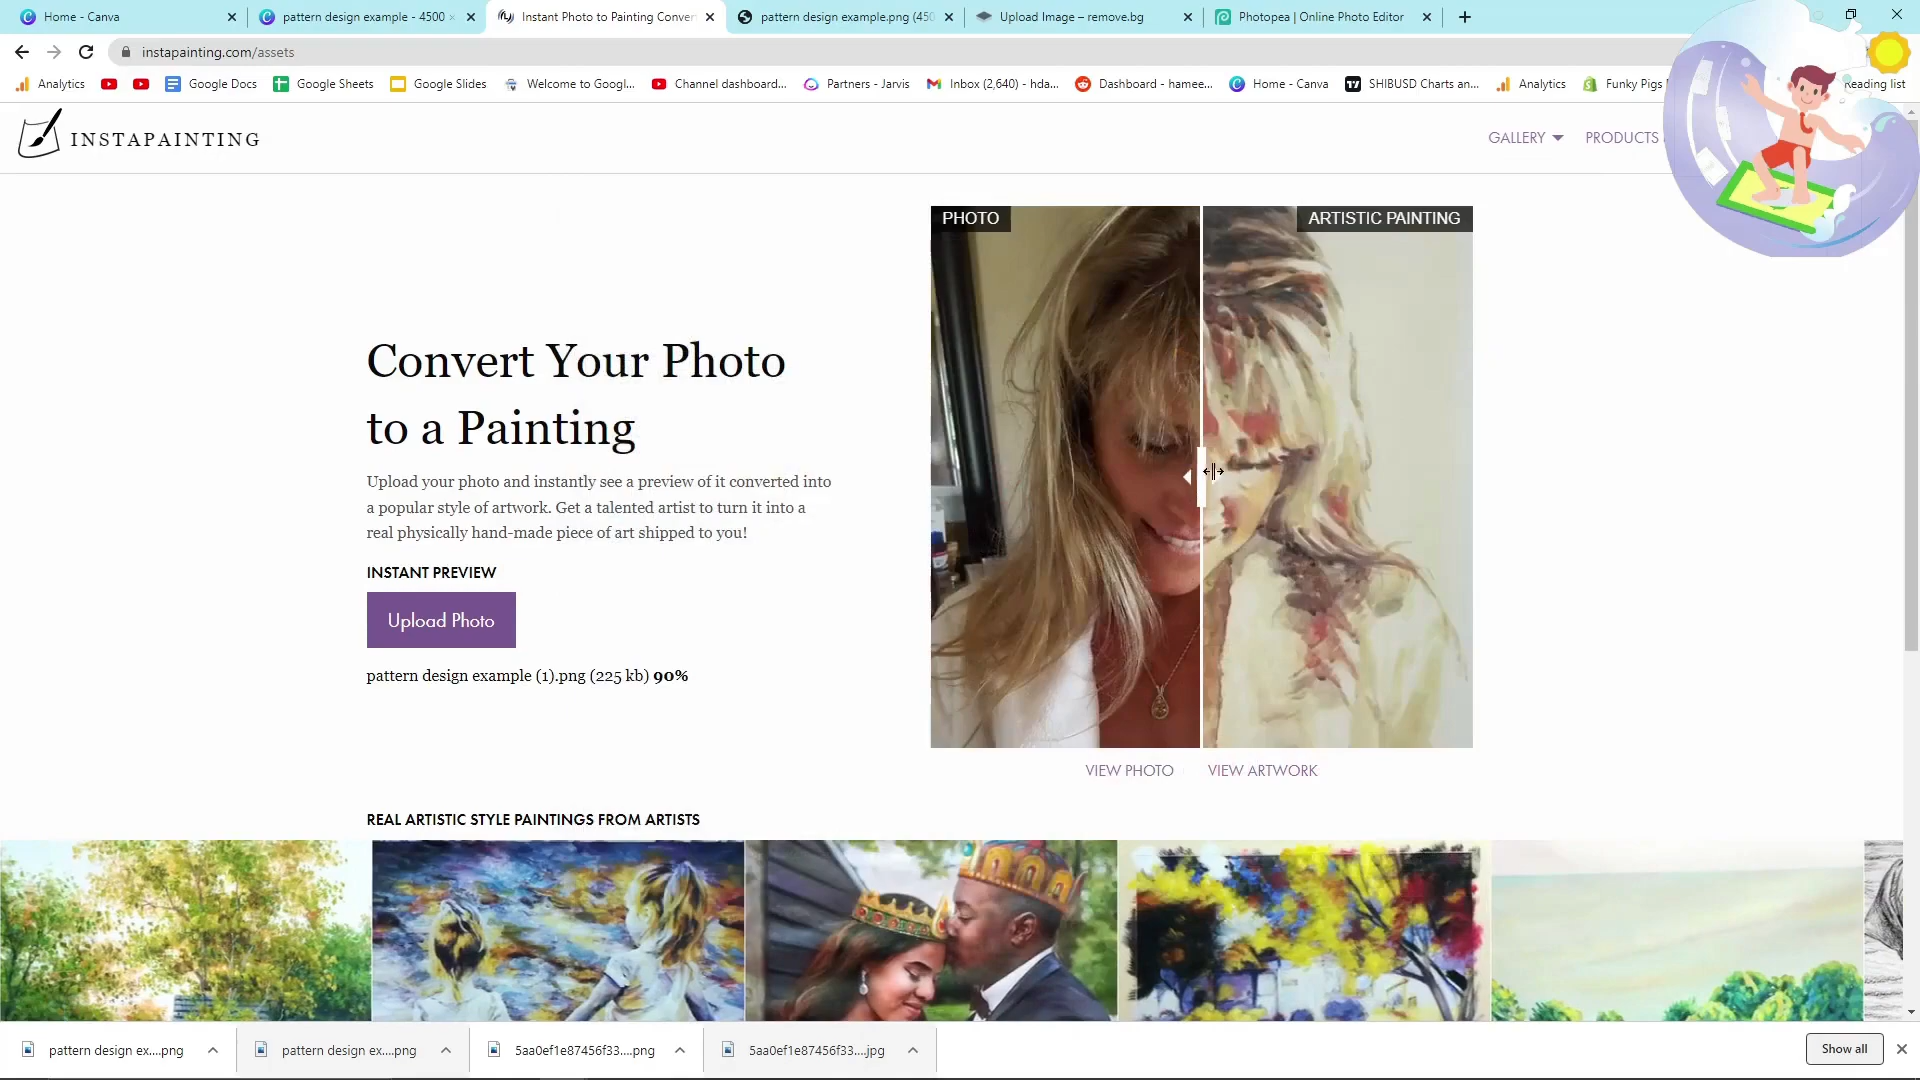 Home - Canva
pattern design example - 4500
Instant Photo to Painting Conver
pattern design example.png (450
Upload Image – remove.bg
Photopea | Online Photo Editor
instapainting.com/assets
Analytics
Google Docs
Google Sheets
Google Slides
Welcome to Googl...
Channel dashboard...
Partners - Jarvis
Inbox (2,640) - hda...
Dashboard - hamee...
Home - Canva
SHIBUSD Charts an...
Analytics
Funky Pigs
Reading list
INSTAPAINTING
GALLERY
PRODUCTS
PHOTO
ARTISTIC PAINTING
Convert Your Photo
to a Painting
Upload your photo and instantly see a preview of it converted into
a popular style of artwork. Get a talented artist to turn it into a
real physically hand-made piece of art shipped to you!
INSTANT PREVIEW
Upload Photo
pattern design example (1).png (225 kb) 90%
VIEW PHOTO
VIEW ARTWORK
REAL ARTISTIC STYLE PAINTINGS FROM ARTISTS
pattern design ex....png
pattern design ex....png
5aa0ef1e87456f33....png
5aa0ef1e87456f33....jpg
Show all